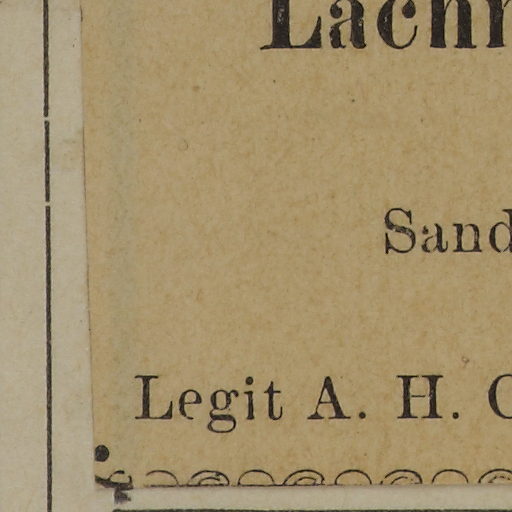 Sand
Legit A. H.